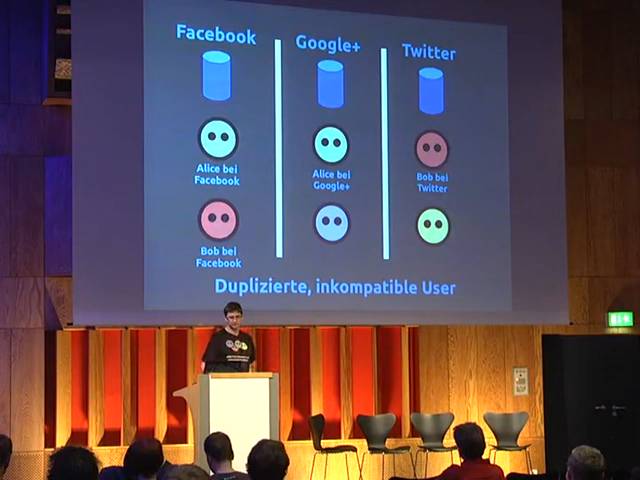 Facebook
Google+
Twitter
Alice bei
Facebook
Alice bei
Google+
Bob bei
Twitter
Bob bei
Facebook
Duplizierte, inkompatible User